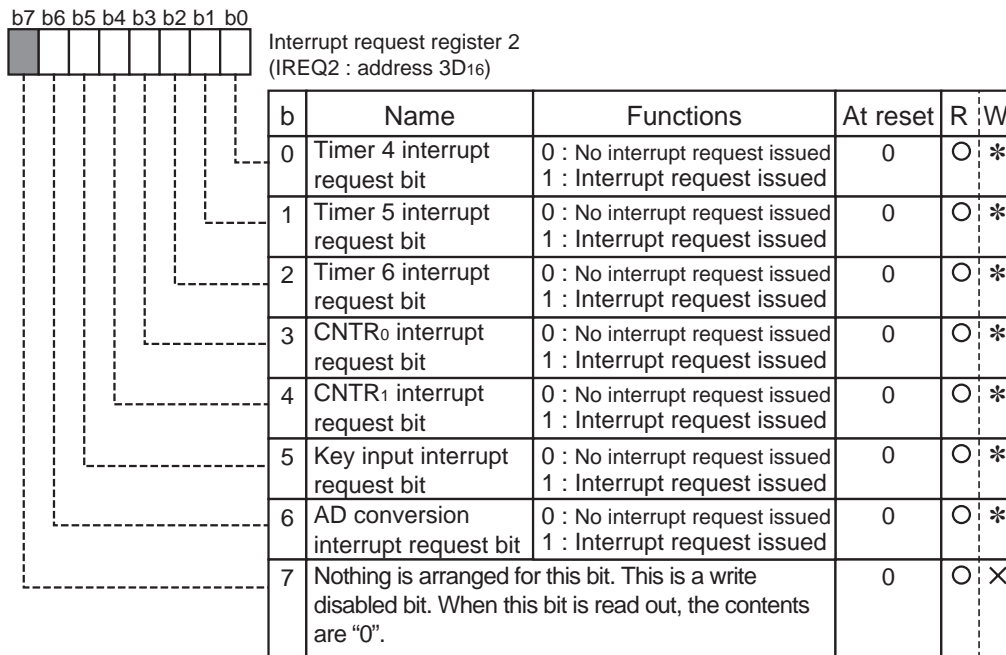 b7 b6 b5 b4 b3 b2 b1 b0
Interrupt request register 2
(IREQ2 : address 3D16)
b Name Functions At reset R W
0 Timer 4 interrupt request bit 0 : No interrupt request issued 1 : Interrupt request issued 0 ○ ✻
1 Timer 5 interrupt request bit 0 : No interrupt request issued 1 : Interrupt request issued 0 ○ ✻
2 Timer 6 interrupt request bit 0 : No interrupt request issued 1 : Interrupt request issued 0 ○ ✻
3 CNTR0 interrupt request bit 0 : No interrupt request issued 1 : Interrupt request issued 0 ○ ✻
4 CNTR1 interrupt request bit 0 : No interrupt request issued 1 : Interrupt request issued 0 ○ ✻
5 Key input interrupt request bit 0 : No interrupt request issued 1 : Interrupt request issued 0 ○ ✻
6 AD conversion interrupt request bit 0 : No interrupt request issued 1 : Interrupt request issued 0 ○ ✻
7 Nothing is arranged for this bit. This is a write 0 ○ ×
disabled bit. When this bit is read out, the contents
are “0”.